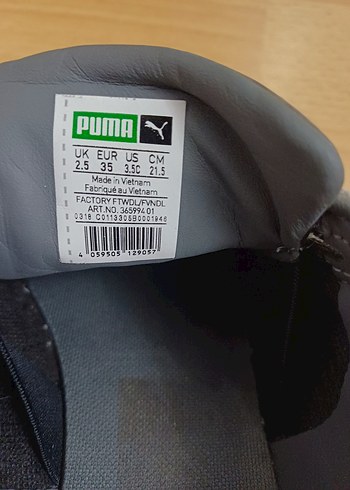 PUMA
UK EUR US CM
2.5 35 3.5C 21.5
Made in Vietnam
Fabriqué au Vietnam
FACTORY FTWDL/FVNDL
ART.NO. 365994 01
0318 C0113305B0001946
4 059505 129057